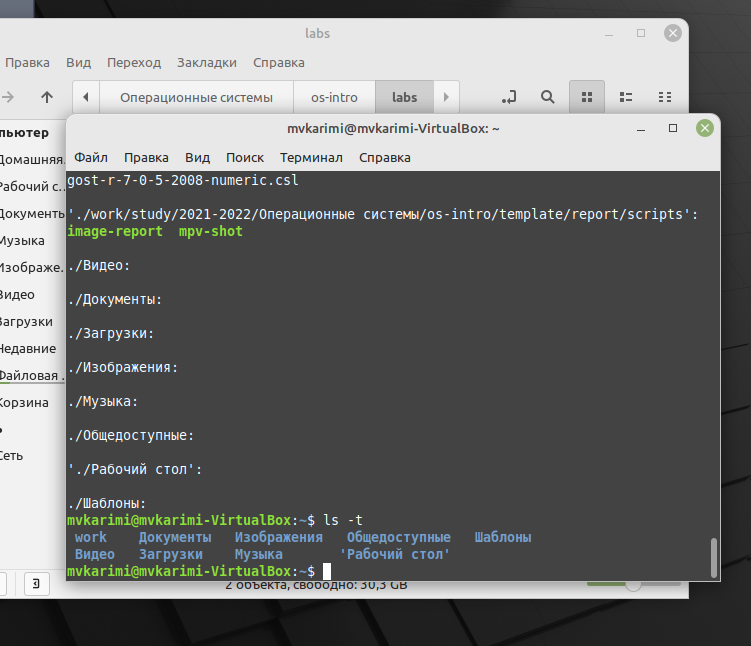 labs
Правка Вид Переход Закладки Справка
Операционные системы os-intro labs
mvkarimi@mvkarimi-VirtualBox: ~
Файл Правка Вид Поиск Терминал Справка
пьютер
Домашняя...
Рабочий с...
Документы
Музыка
Изображе...
Видео
Загрузки
Недавние
Файловая ...
Корзина
Сеть
gost-r-7-0-5-2008-numeric.csl
'./work/study/2021-2022/Операционные системы/os-intro/template/report/scripts':
image-report  mpv-shot
./Видео:
./Документы:
./Загрузки:
./Изображения:
./Музыка:
./Общедоступные:
'./Рабочий стол':
./Шаблоны:
mvkarimi@mvkarimi-VirtualBox:~$ ls -t
work Документы Изображения Общедоступные Шаблоны
Видео Загрузки Музыка 'Рабочий стол'
mvkarimi@mvkarimi-VirtualBox:~$
2 объекта, свободно: 30,3 GB